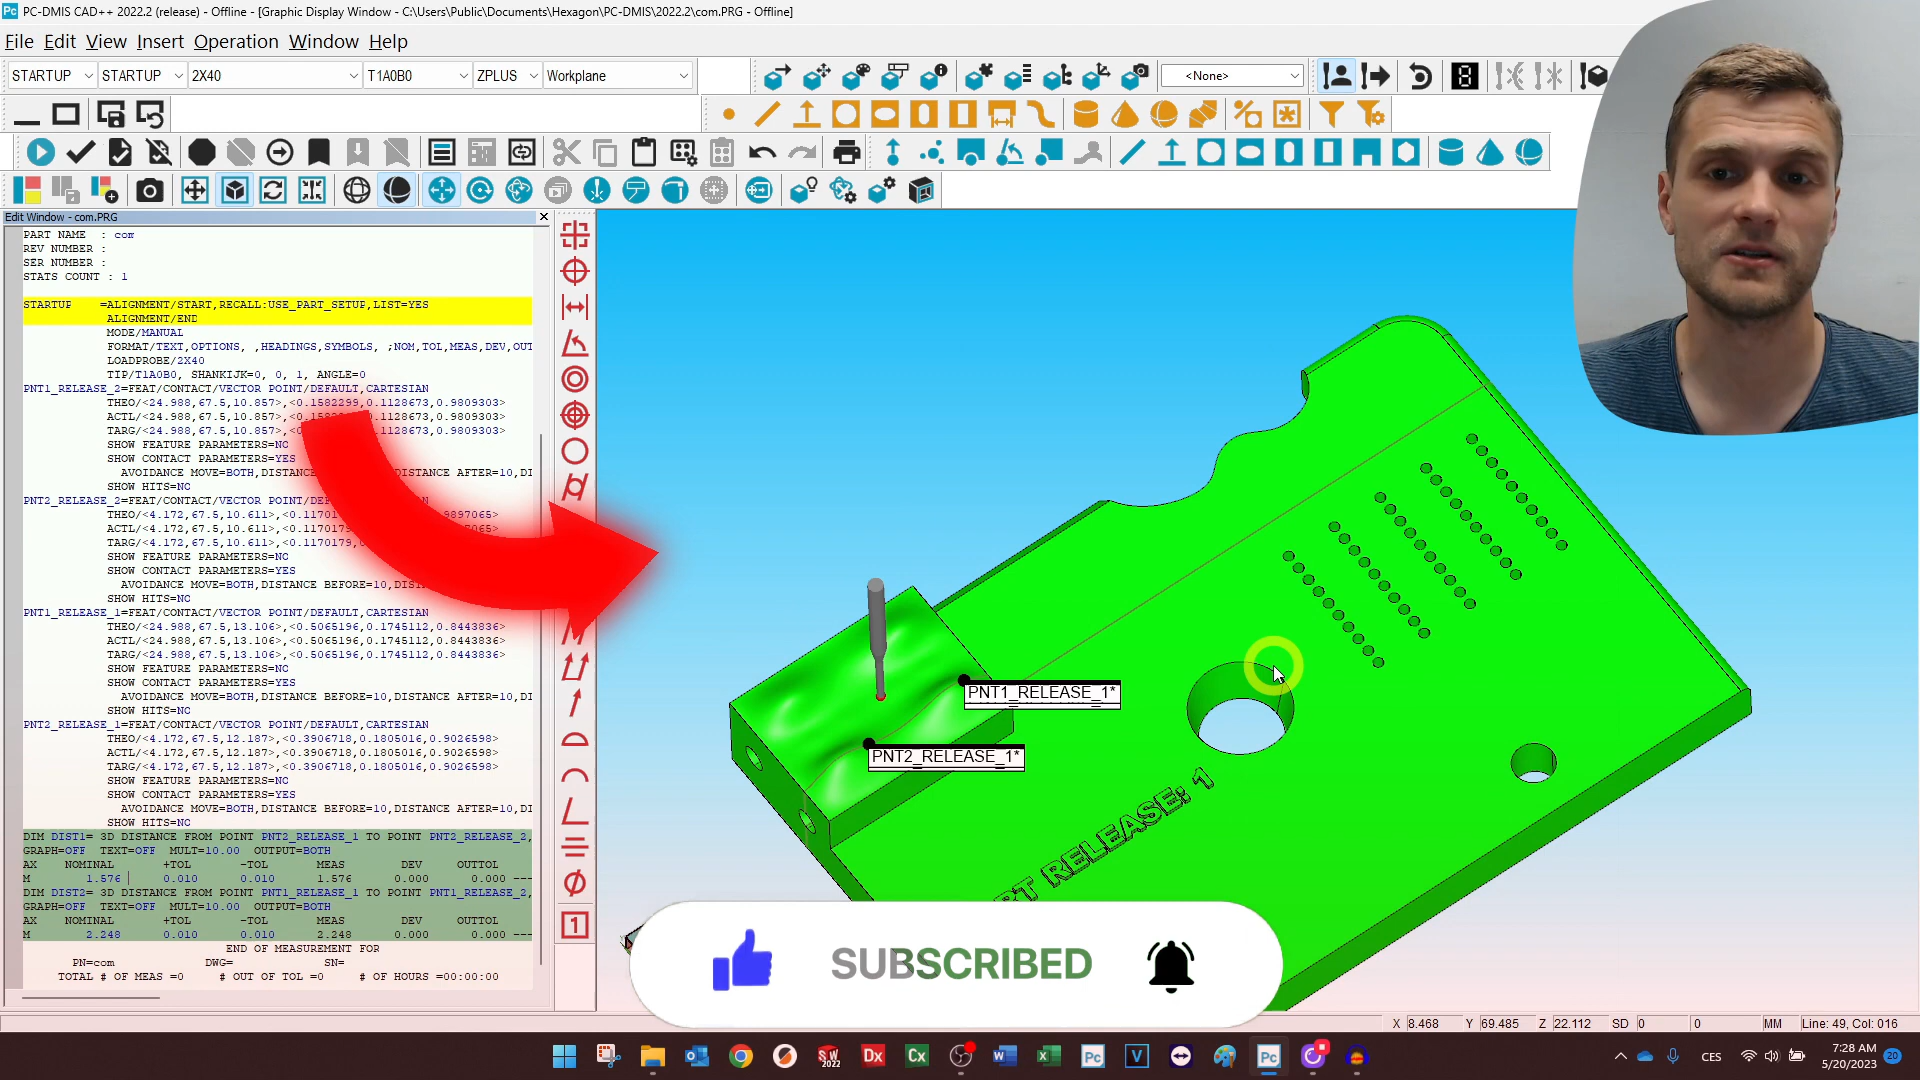 PC-DMIS CAD++ 2022.2 (release) - Offline - [Graphic Display Window - C:\Users\Public\Documents\Hexagon\PC-DMIS\2022.2\com.PRG - Offline]
File Edit View Insert Operation Window Help
STARTUP STARTUP 2X40 T1A0B0 ZPLUS Workplane <None>
Edit Window - com.PRG
PART NAME : com
REV NUMBER :
SER NUMBER :
STATS COUNT : 1
STARTUP =ALIGNMENT/START,RECALL:USE_PART_SETUP,LIST=YES
ALIGNMENT/END
MODE/MANUAL
FORMAT/TEXT,OPTIONS, ,HEADINGS,SYMBOLS, ;NOM,TOL,MEAS,DEV,OUT
LOADPROBE/2X40
TIP/T1A0B0, SHANKIJK=0, 0, 1, ANGLE=0
PNT1_RELEASE_2=FEAT/CONTACT/VECTOR POINT/DEFAULT,CARTESIAN
THEO/<24.988,67.5,10.857>,<0.1582299,0.1128673,0.9809303>
ACTL/<24.988,67.5,10.857>,<0.1582299,0.1128673,0.9809303>
TARG/<24.988,67.5,10.857>,<0 .1128673,0.9809303>
SHOW FEATURE PARAMETERS=NO
SHOW CONTACT PARAMETERS=YES
AVOIDANCE MOVE=BOTH,DISTANCE DISTANCE AFTER=10,DI
SHOW HITS=NO
PNT2_RELEASE_2=FEAT/CONTACT/VECTOR POINT/DEF
THEO/<4.172,67.5,10.611>,<0.1170 .9897065>
ACTL/<4.172,67.5,10.611>,<0.1170179 065>
TARG/<4.172,67.5,10.611>,<0.1170179,
SHOW FEATURE PARAMETERS=NO
SHOW CONTACT PARAMETERS=YES
AVOIDANCE MOVE=BOTH,DISTANCE BEFORE=10,DIST
SHOW HITS=NO
PNT1_RELEASE_1=FEAT/CONTACT/VECTOR POINT/DEFAULT,CARTESIAN
THEO/<24.988,67.5,13.106>,<0.5065196,0.1745112,0.8443836>
ACTL/<24.988,67.5,13.106>,<0.5065196,0.1745112,0.8443836>
TARG/<24.988,67.5,13.106>,<0.5065196,0.1745112,0.8443836>
SHOW FEATURE PARAMETERS=NO
SHOW CONTACT PARAMETERS=YES
AVOIDANCE MOVE=BOTH,DISTANCE BEFORE=10,DISTANCE AFTER=10,DI
SHOW HITS=NO
PNT2_RELEASE_1=FEAT/CONTACT/VECTOR POINT/DEFAULT,CARTESIAN
THEO/<4.172,67.5,12.187>,<0.3906718,0.1805016,0.9026598>
ACTL/<4.172,67.5,12.187>,<0.3906718,0.1805016,0.9026598>
TARG/<4.172,67.5,12.187>,<0.3906718,0.1805016,0.9026598>
SHOW FEATURE PARAMETERS=NO
SHOW CONTACT PARAMETERS=YES
AVOIDANCE MOVE=BOTH,DISTANCE BEFORE=10,DISTANCE AFTER=10,DI
SHOW HITS=NO
DIM DIST1= 3D DISTANCE FROM POINT PNT2_RELEASE_1 TO POINT PNT2_RELEASE_2,
GRAPH=OFF TEXT=OFF MULT=10.00 OUTPUT=BOTH
AX NOMINAL +TOL -TOL MEAS DEV OUTTOL
M 1.576 0.010 0.010 1.576 0.000 0.000 ---
DIM DIST2= 3D DISTANCE FROM POINT PNT1_RELEASE_1 TO POINT PNT1_RELEASE_2,
GRAPH=OFF TEXT=OFF MULT=10.00 OUTPUT=BOTH
AX NOMINAL +TOL -TOL MEAS DEV OUTTOL
M 2.248 0.010 0.010 2.248 0.000 0.000 ---
END OF MEASUREMENT FOR
PN=com DWG= SN=
TOTAL # OF MEAS =0 # OUT OF TOL =0 # OF HOURS =00:00:00
PNT1_RELEASE_1*
PNT2_RELEASE_1*
RT RELEASE: 1
SUBSCRIBED
X 8.468 Y 69.485 Z 22.112 SD 0 0 MM Line: 49, Col: 016
CES 7:28 AM
5/20/2023 20